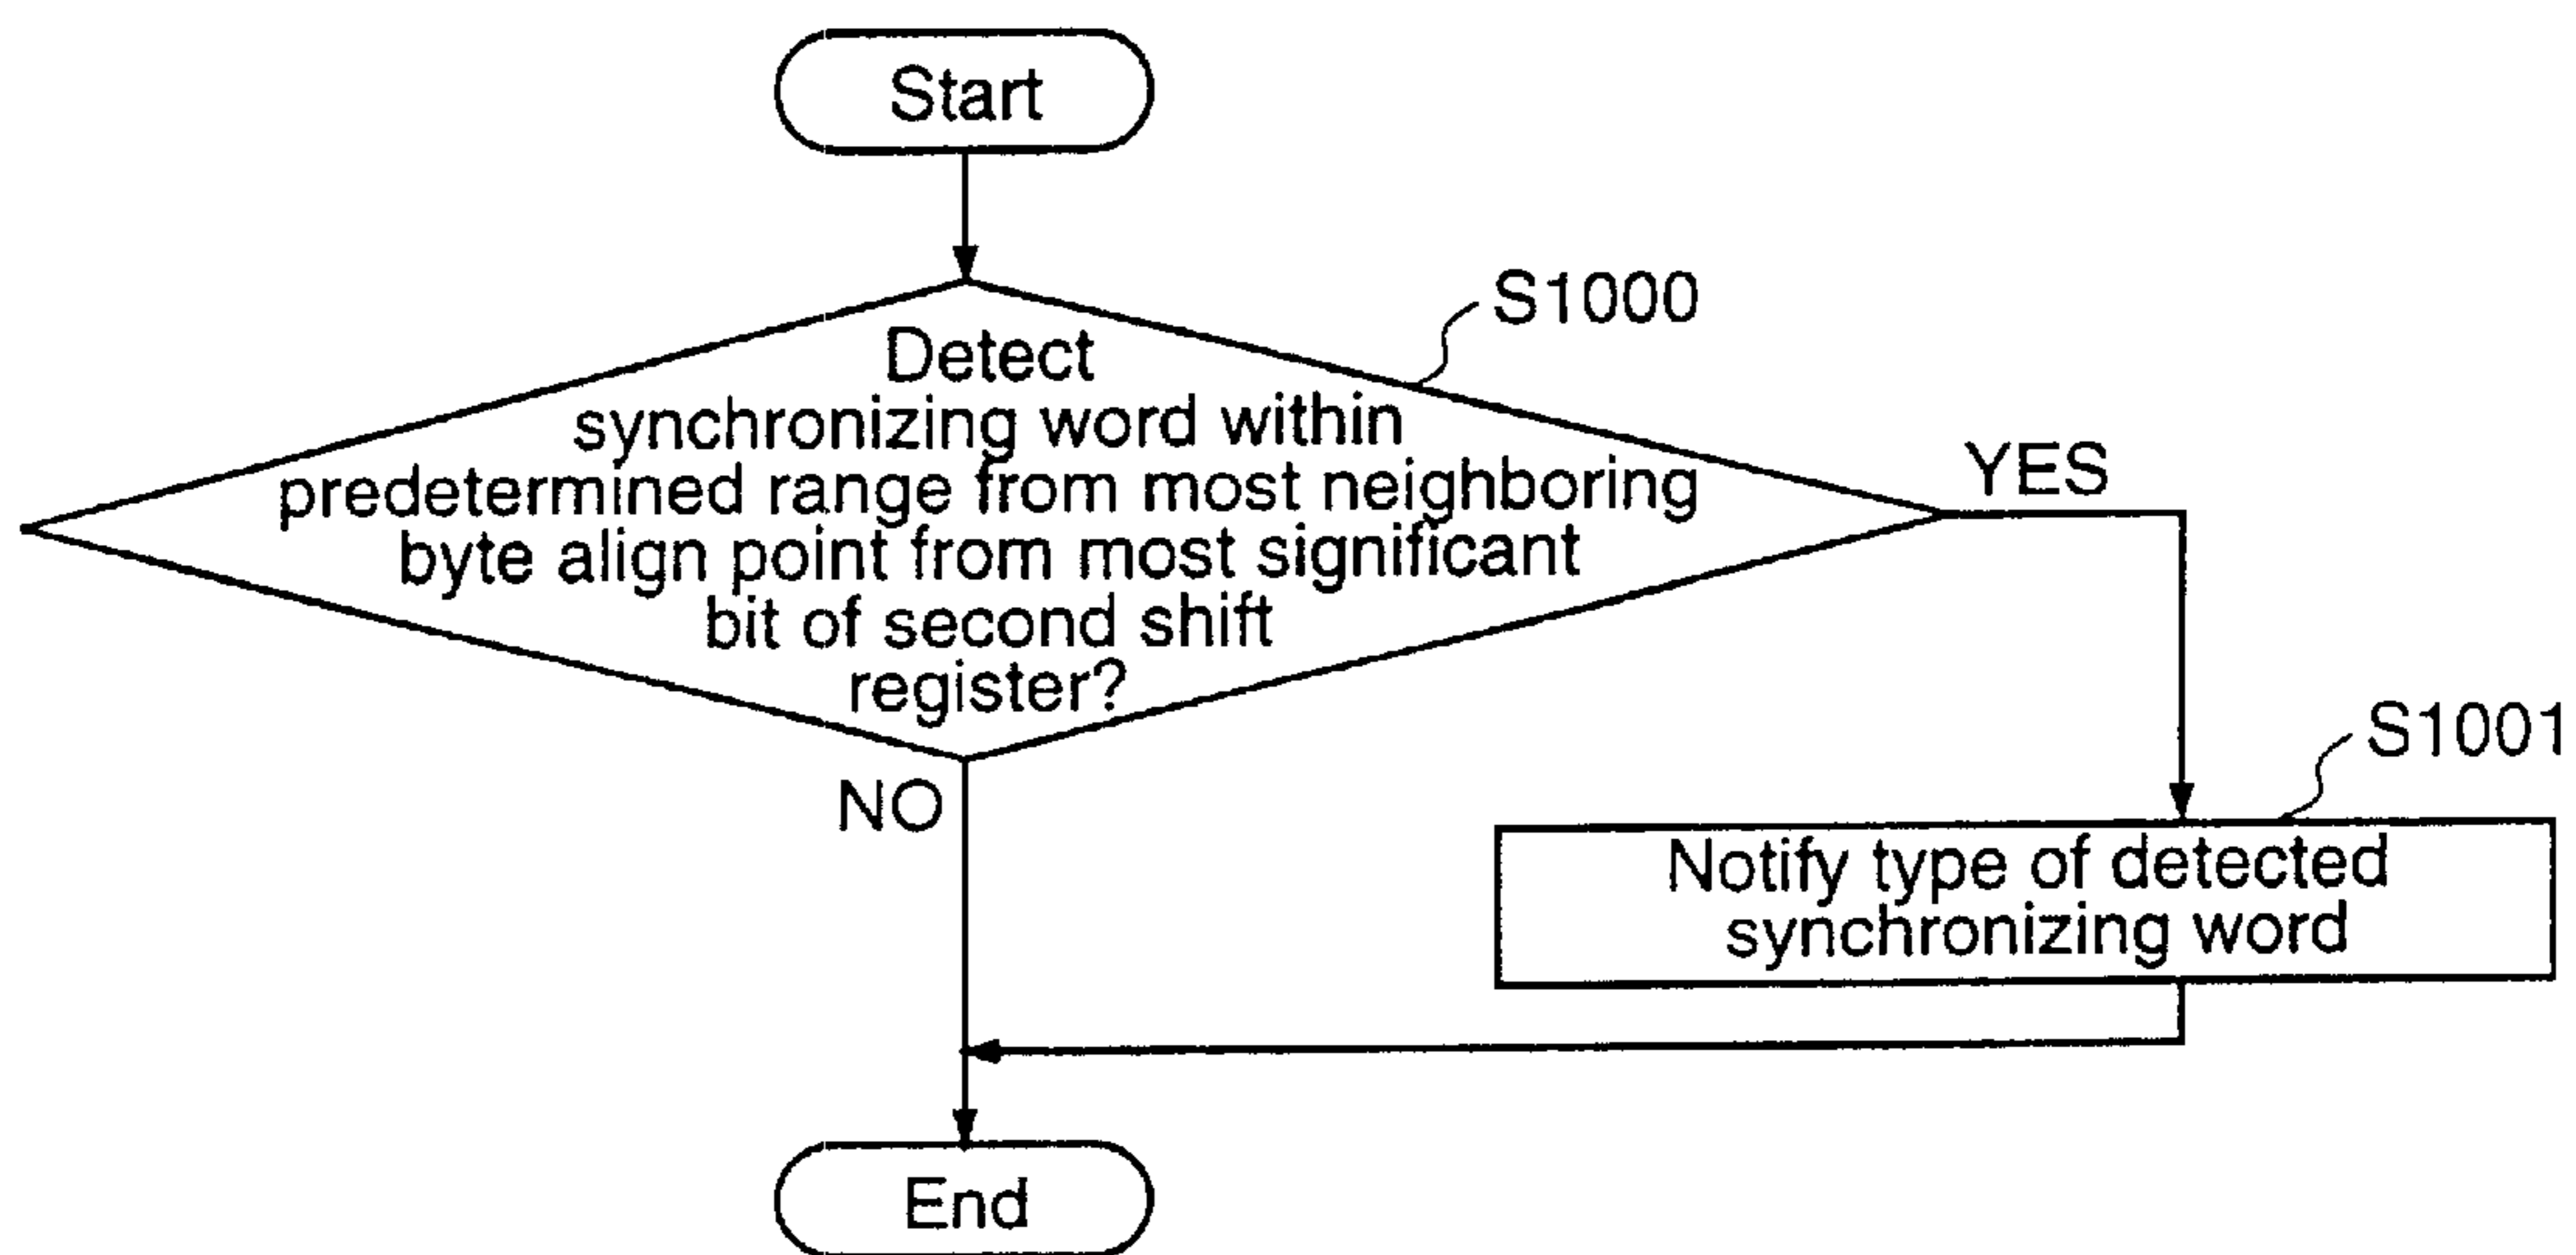 Start
S1000
Detect
synchronizing word within
predetermined range from most neighboring
byte align point from most significant
bit of second shift
register?
YES
NO
S1001
Notify type of detected
synchronizing word
End